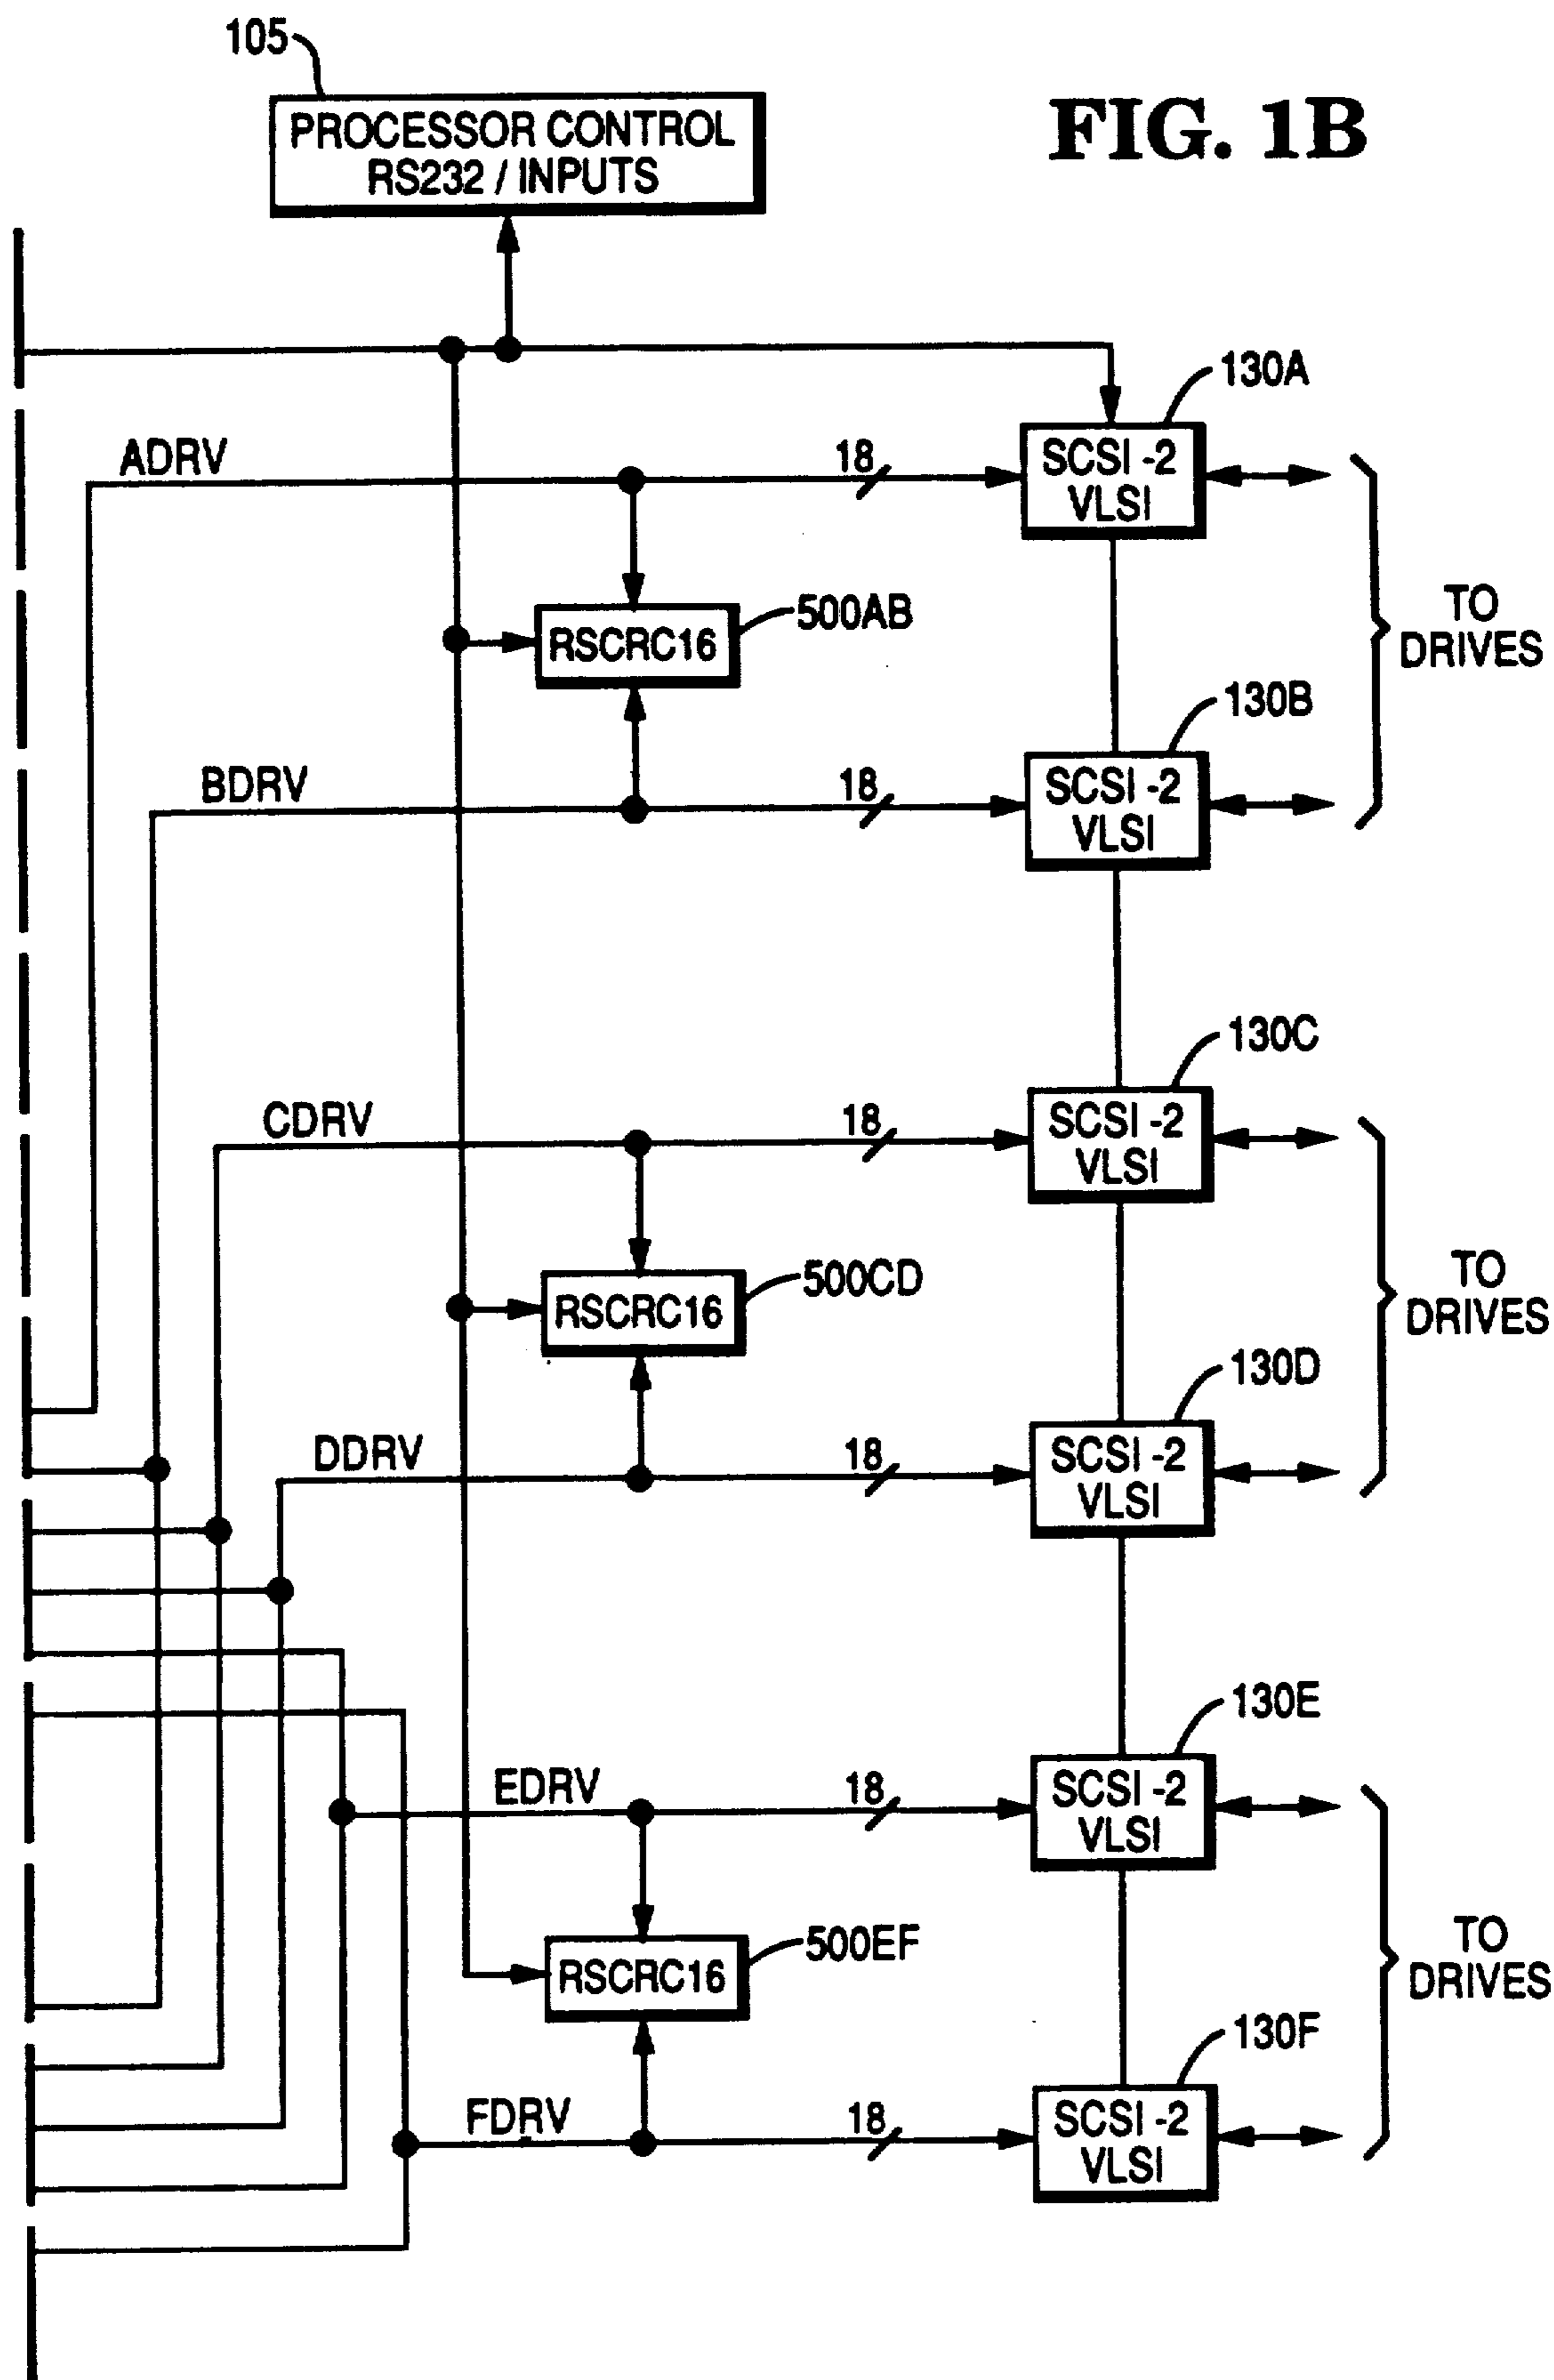 105
PROCESSOR CONTROL
RS232 / INPUTS
FIG. 1B
130A
ADRV
18
SCSI -2
VLSI
500AB
RSCRC16
TO
DRIVES
130B
BDRV
18
SCSI -2
VLSI
130C
CDRV
18
SCSI -2
VLSI
500CD
RSCRC16
TO
DRIVES
130D
DDRV
18
SCSI -2
VLSI
130E
EDRV
18
SCSI -2
VLSI
500EF
RSCRC16
TO
DRIVES
130F
FDRV
18
SCSI -2
VLSI